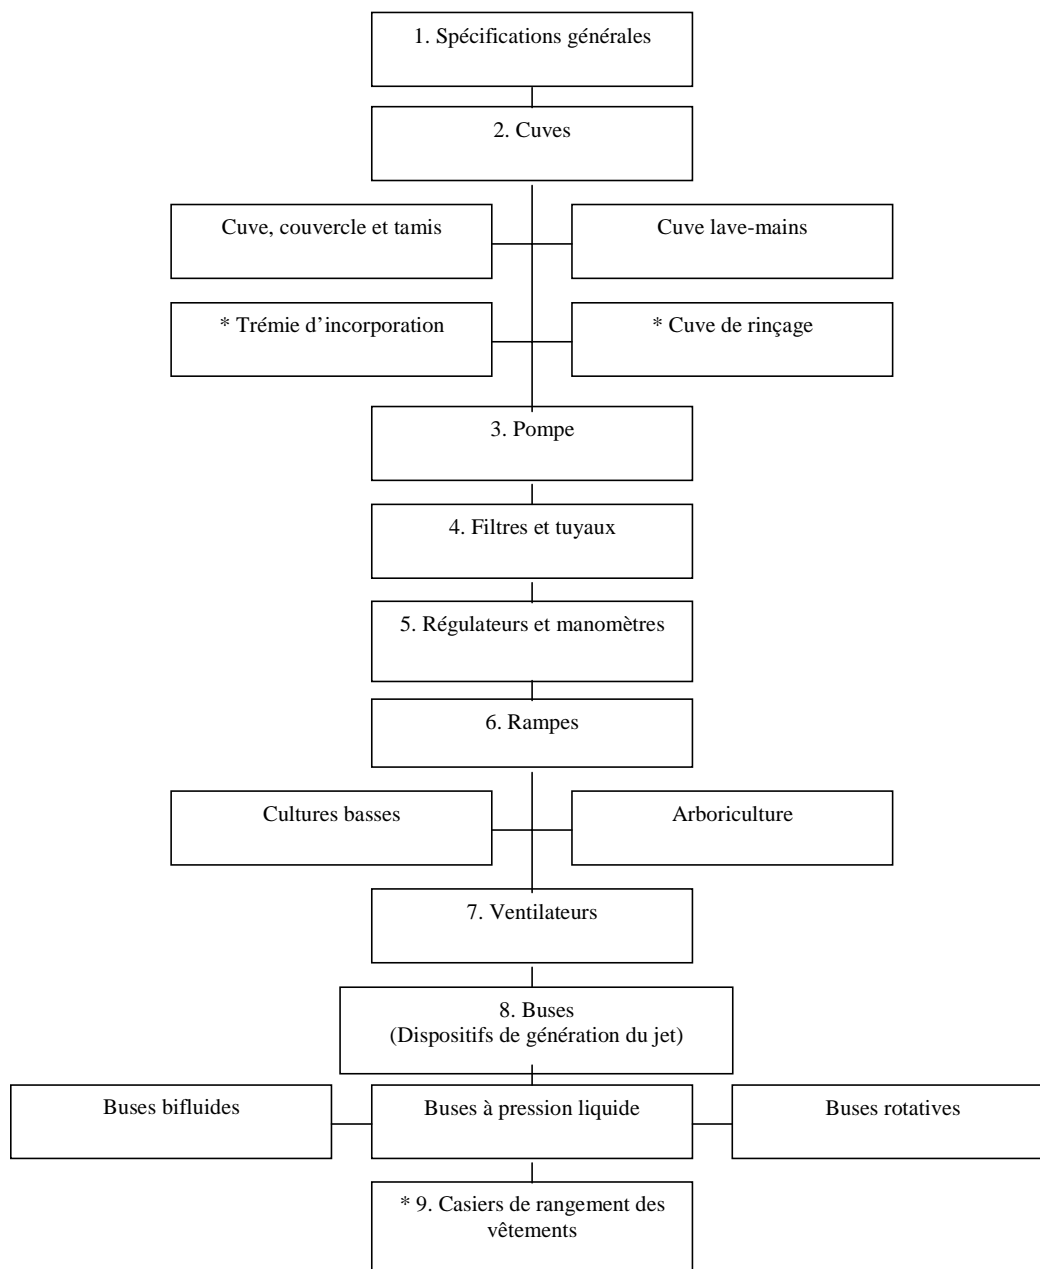 1. Spécifications générales
2. Cuves
Cuve, couvercle et tamis
Cuve lave-mains
* Trémie d’incorporation
* Cuve de rinçage
3. Pompe
4. Filtres et tuyaux
5. Régulateurs et manomètres
6. Rampes
Cultures basses
Arboriculture
7. Ventilateurs
8. Buses
(Dispositifs de génération du jet)
Buses bifluides
Buses à pression liquide
Buses rotatives
* 9. Casiers de rangement des
vêtements